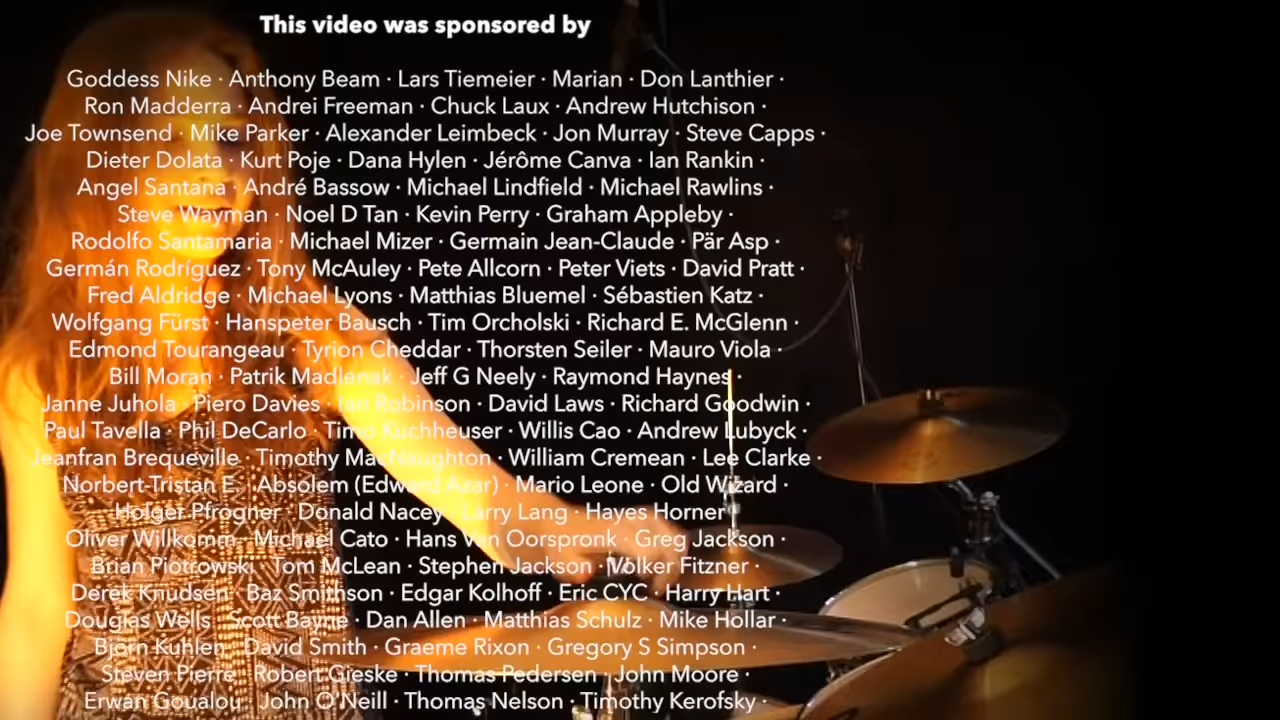 This video was sponsored by
Goddess Nike · Anthony Beam · Lars Tiemeier · Marian · Don Lanthier ·
Ron Madderra · Andrei Freeman · Chuck Laux · Andrew Hutchison ·
Joe Townsend · Mike Parker · Alexander Leimbeck · Jon Murray · Steve Capps ·
Dieter Dolata · Kurt Poje · Dana Hylen · Jérôme Canva · Ian Rankin ·
Angel Santana · André Bassow · Michael Lindfield · Michael Rawlins ·
Steve Wayman · Noel D Tan · Kevin Perry · Graham Appleby ·
Rodolfo Santamaria · Michael Mizer · Germain Jean-Claude · Pär Asp ·
Germán Rodríguez · Tony McAuley · Pete Allcorn · Peter Viets · David Pratt ·
Fred Aldridge · Michael Lyons · Matthias Bluemel · Sébastien Katz ·
Wolfgang Fürst · Hanspeter Bausch · Tim Orcholski · Richard E. McGlenn ·
Edmond Tourangeau · Tyrion Cheddar · Thorsten Seiler · Mauro Viola ·
Bill Moran · Patrik Madlenak · Jeff G Neely · Raymond Haynes ·
Janne Juhola · Piero Davies · Ian Robinson · David Laws · Richard Goodwin ·
Paul Tavella · Phil DeCarlo · Timo Kuchheuser · Willis Cao · Andrew Lubyck ·
Jeanfran Brequeville · Timothy MacNaughton · William Cremean · Lee Clarke ·
Norbert-Tristan E. · Absolem (Edward Azar) · Mario Leone · Old Wizard ·
Holger Pfrogner · Donald Nacey · Larry Lang · Hayes Horner ·
Oliver Willkomm · Michael Cato · Hans Van Oorspronk · Greg Jackson ·
Brian Piotrowski · Tom McLean · Stephen Jackson · Volker Fitzner ·
Derek Knudsen · Baz Smithson · Edgar Kolhoff · Eric CYC · Harry Hart ·
Douglas Wells · Scott Bayne · Dan Allen · Matthias Schulz · Mike Hollar ·
Bjorn Kuhlen · David Smith · Graeme Rixon · Gregory S Simpson ·
Steven Pierre · Robert Gieske · Thomas Pedersen · John Moore ·
Erwan Goualou · John O'Neill · Thomas Nelson · Timothy Kerofsky ·